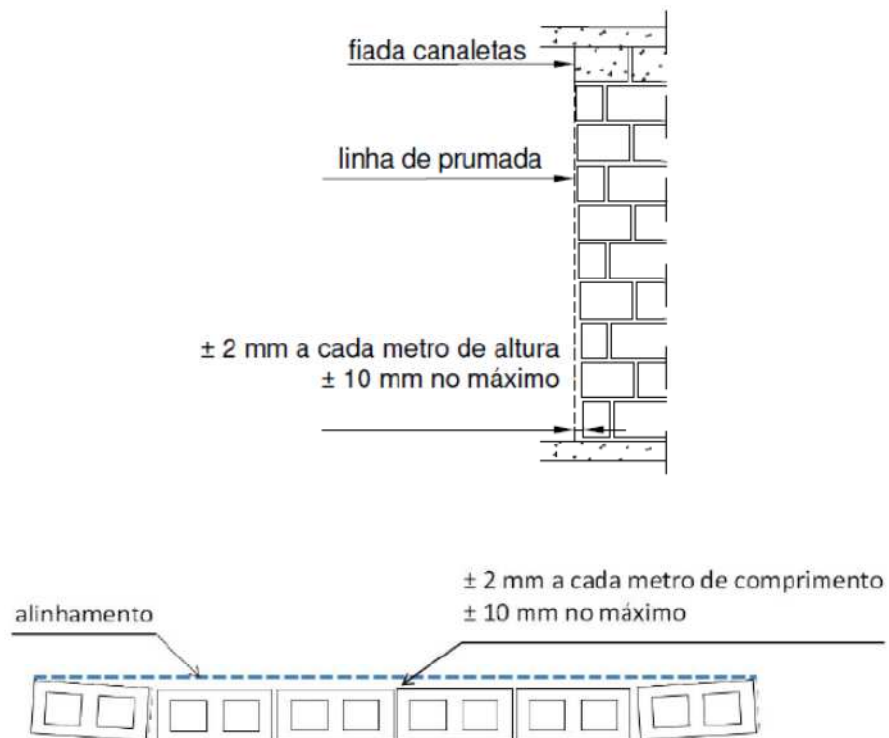 fiada canaletas
linha de prumada
± 2 mm a cada metro de altura
± 10 mm no máximo
± 2 mm a cada metro de comprimento
± 10 mm no máximo
alinhamento